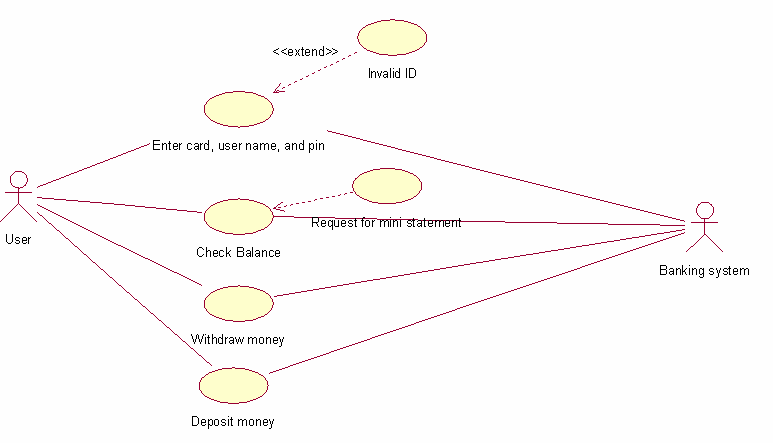 <<extend>>
Invalid ID
Enter card, user name, and pin
Request for mini statement
User
Check Balance
Banking system
Withdraw money
Deposit money